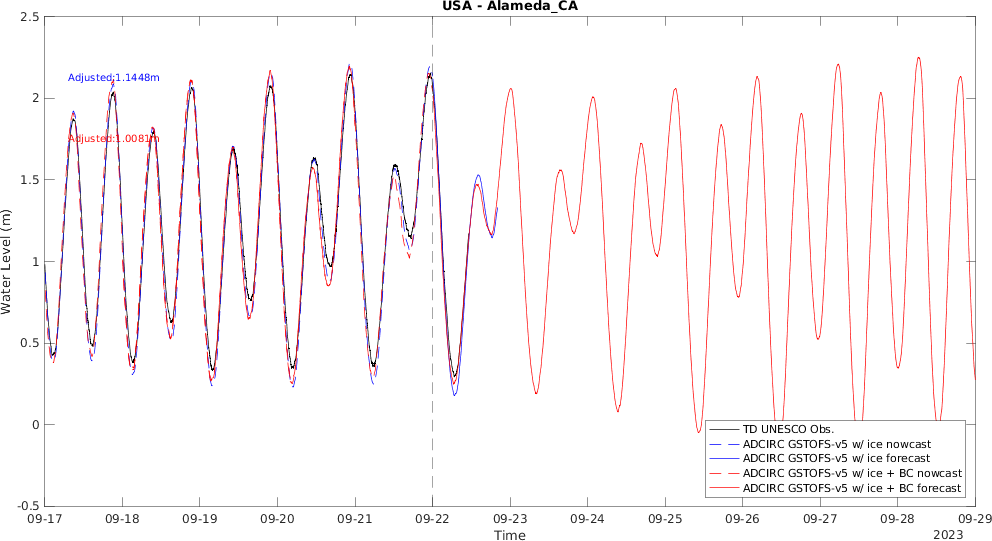 USA - Alameda_CA
2.5
2
1.5
1
0.5
0
-0.5
Water Level (m)
Adjusted:1.1448m
Adjusted:1.0081m
TD UNESCO Obs.
ADCIRC GSTOFS-v5 w/ ice nowcast
ADCIRC GSTOFS-v5 w/ ice forecast
ADCIRC GSTOFS-v5 w/ ice + BC nowcast
ADCIRC GSTOFS-v5 w/ ice + BC forecast
09-17 09-18 09-19 09-20 09-21 09-22 09-23 09-24 09-25 09-26 09-27 09-28 09-29
Time
2023